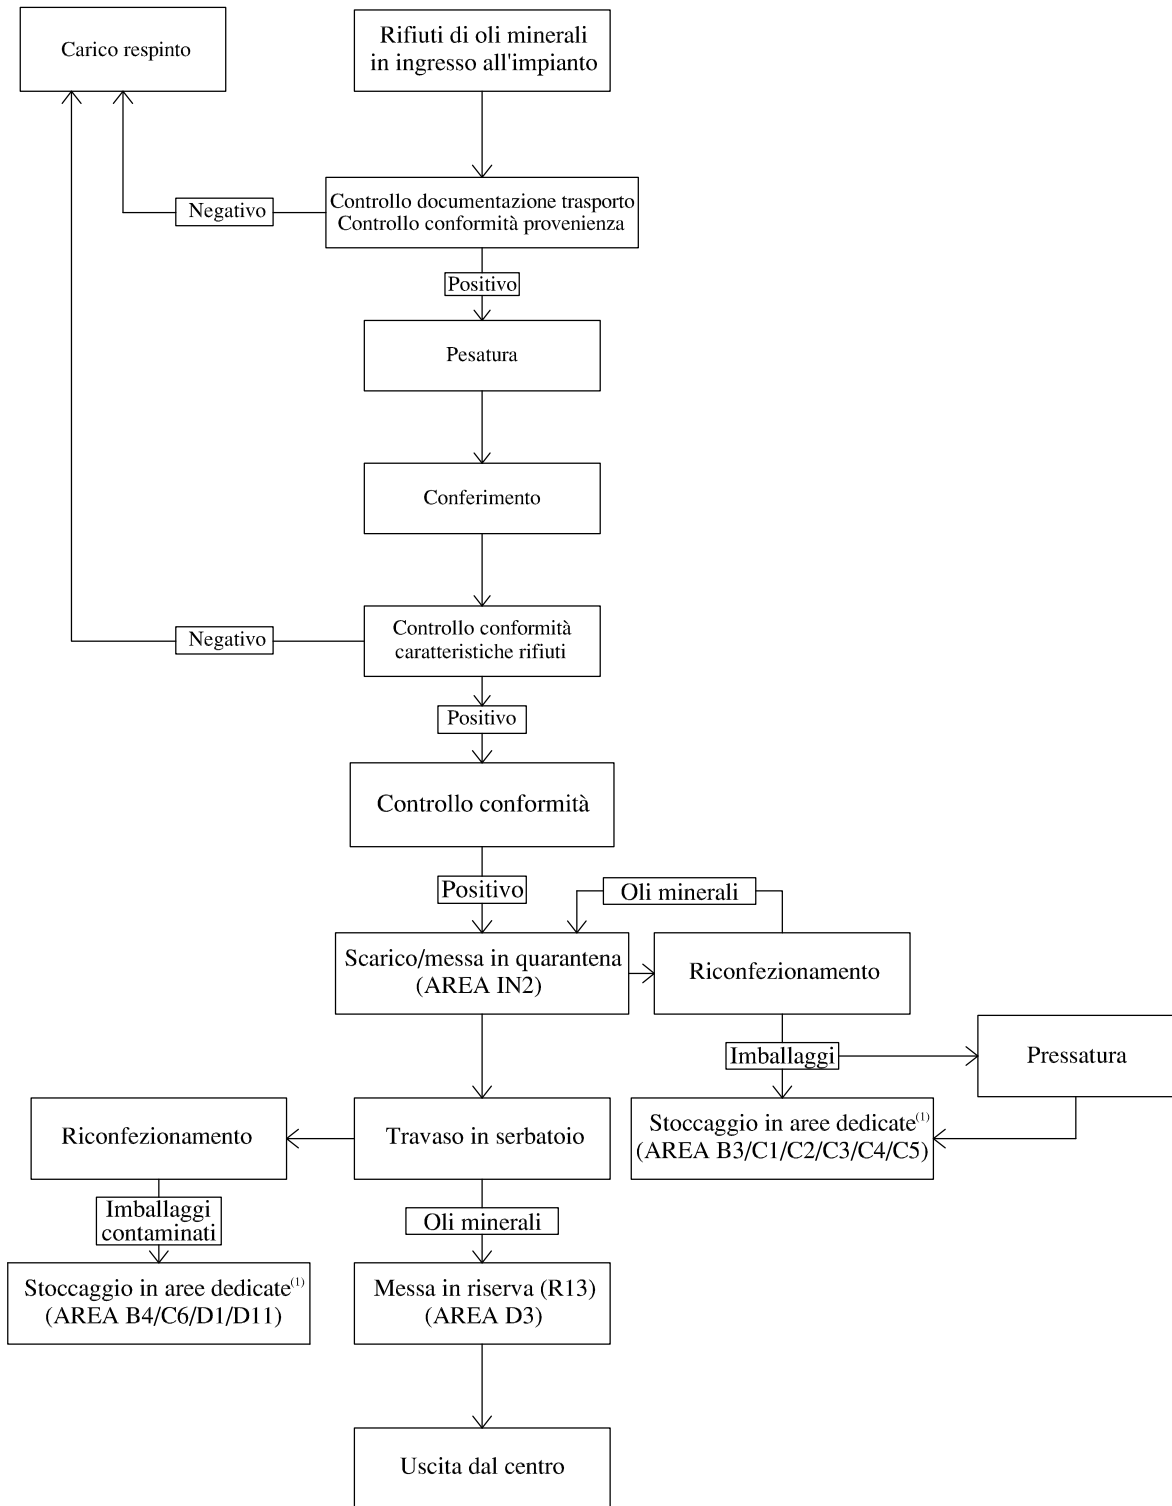 Carico respinto
Rifiuti di oli minerali
in ingresso all'impianto
Controllo documentazione trasporto
Controllo conformità provenienza
Negativo
Positivo
Pesatura
Conferimento
Controllo conformità
caratteristiche rifiuti
Negativo
Positivo
Controllo conformità
Positivo
Oli minerali
Scarico/messa in quarantena
(AREA IN2)
Riconfezionamento
Imballaggi
Pressatura
Riconfezionamento
Travaso in serbatoio
Stoccaggio in aree dedicate(1)
(AREA B3/C1/C2/C3/C4/C5)
Imballaggi
contaminati
Oli minerali
Stoccaggio in aree dedicate(1)
(AREA B4/C6/D1/D11)
Messa in riserva (R13)
(AREA D3)
Uscita dal centro